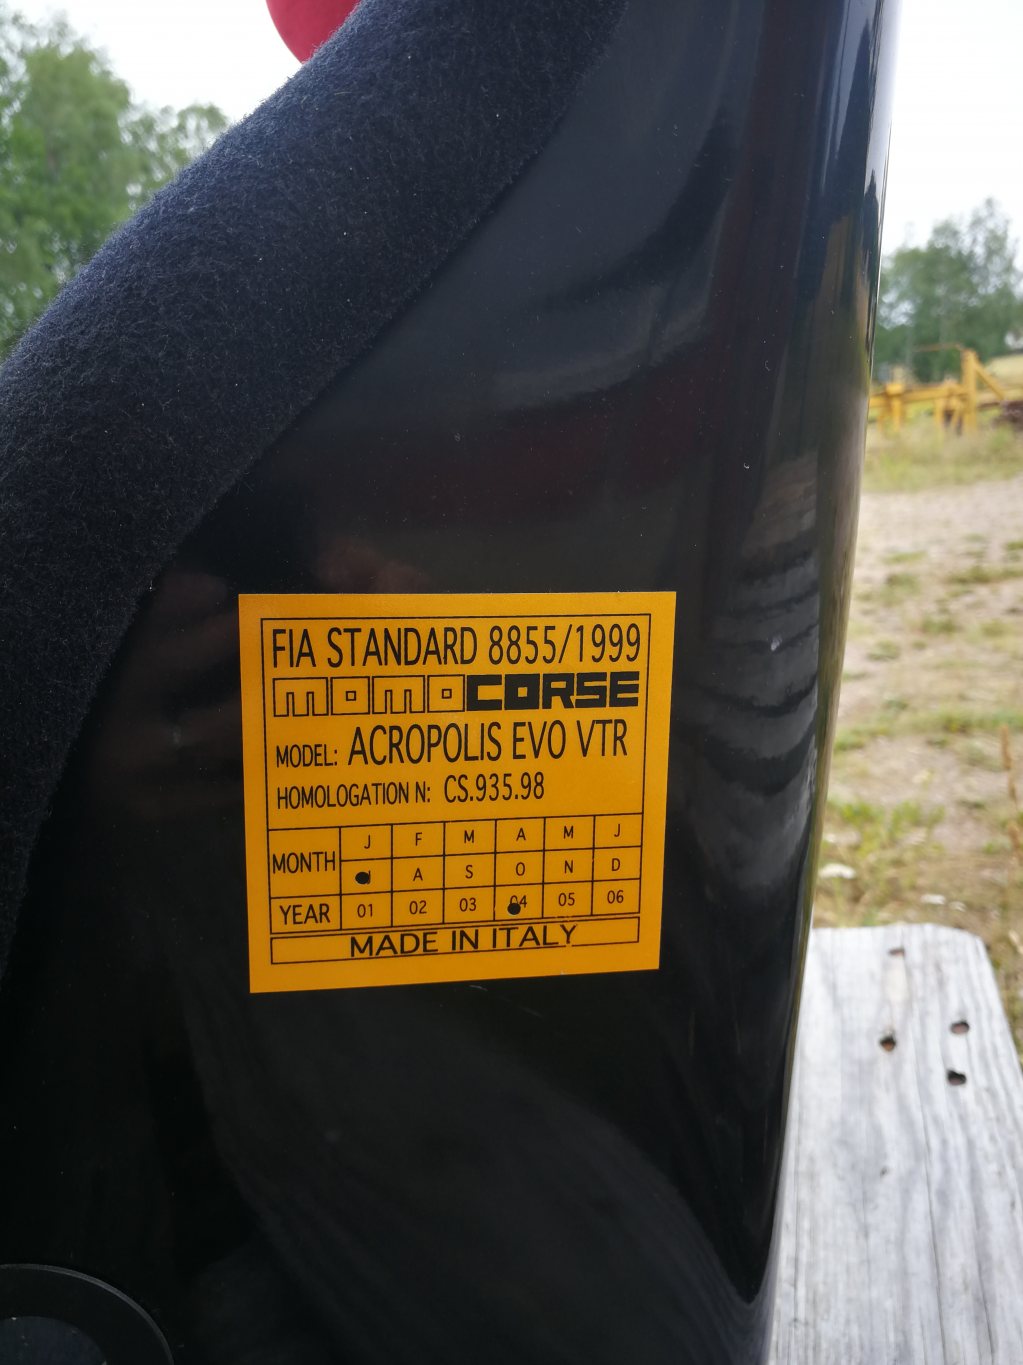 FIA STANDARD 8855/1999
MOMOCORSE
MODEL: ACROPOLIS EVO VTR
HOMOLOGATION N: CS.935.98
MONTH J F M A M J
J A S O N D
YEAR 01 02 03 04 05 06
MADE IN ITALY